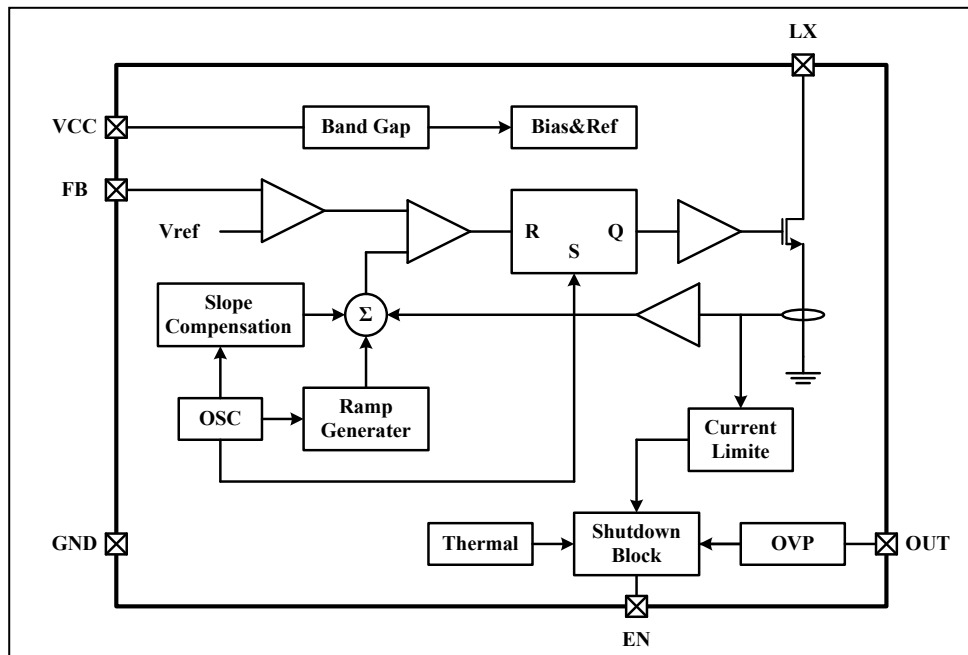 LX
VCC
Band Gap
Bias&Ref
FB
Vref
R
Q
S
Slope
Compensation
Σ
OSC
Ramp
Generater
Current
Limite
GND
Thermal
Shutdown
Block
OVP
OUT
EN